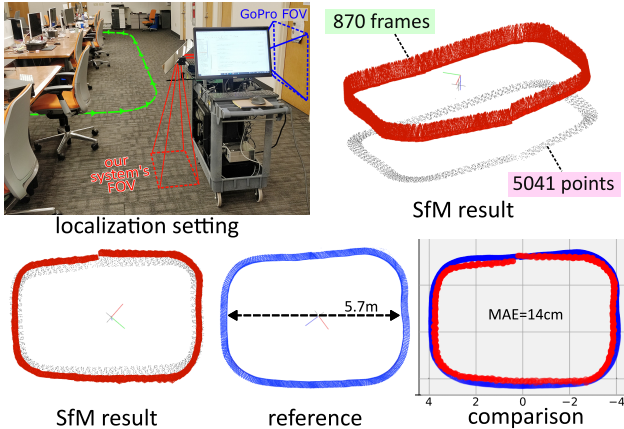 GoPro FOV
our
system's
FOV
localization setting
870 frames
5041 points
SfM result
SfM result
5.7m
reference
MAE=14cm
4 2 0 −2 −4
comparison